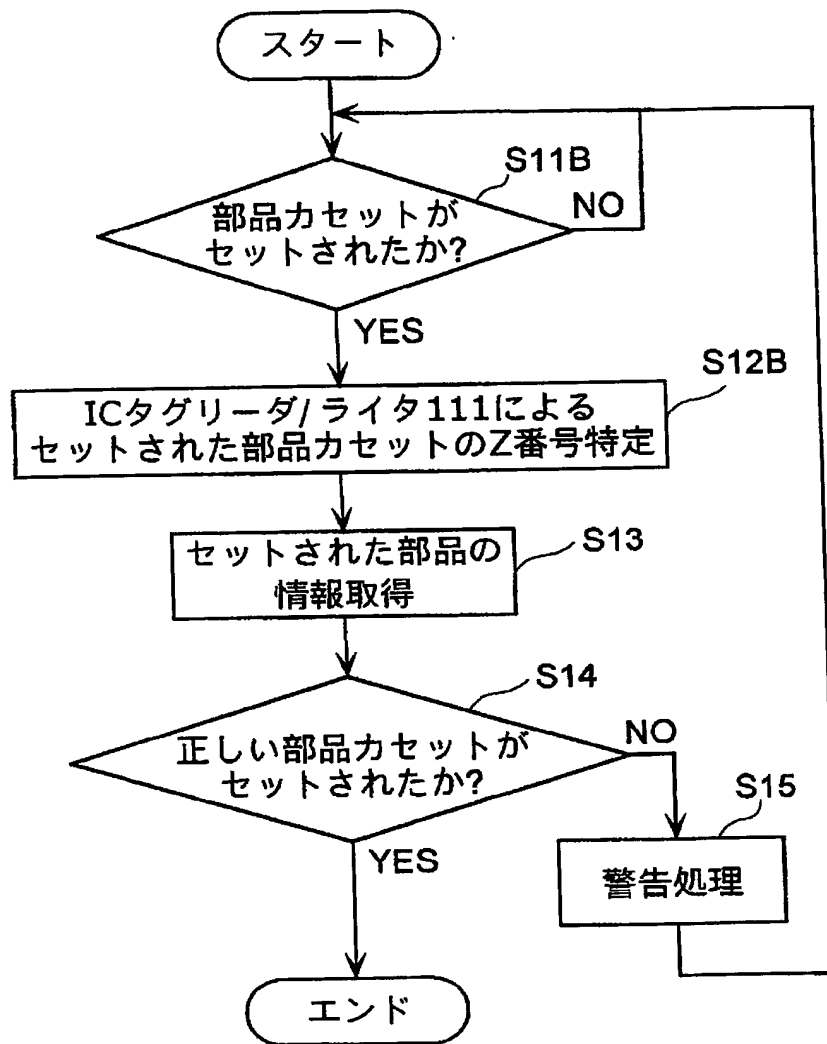 スタート
S11B
部品カセットが
セットされたか?
NO
YES
S12B
ICタグリーダ/ライタ111による
セットされた部品カセットのZ番号特定
セットされた部品の
情報取得
S13
S14
正しい部品カセットが
セットされたか?
NO
S15
YES
警告処理
エンド